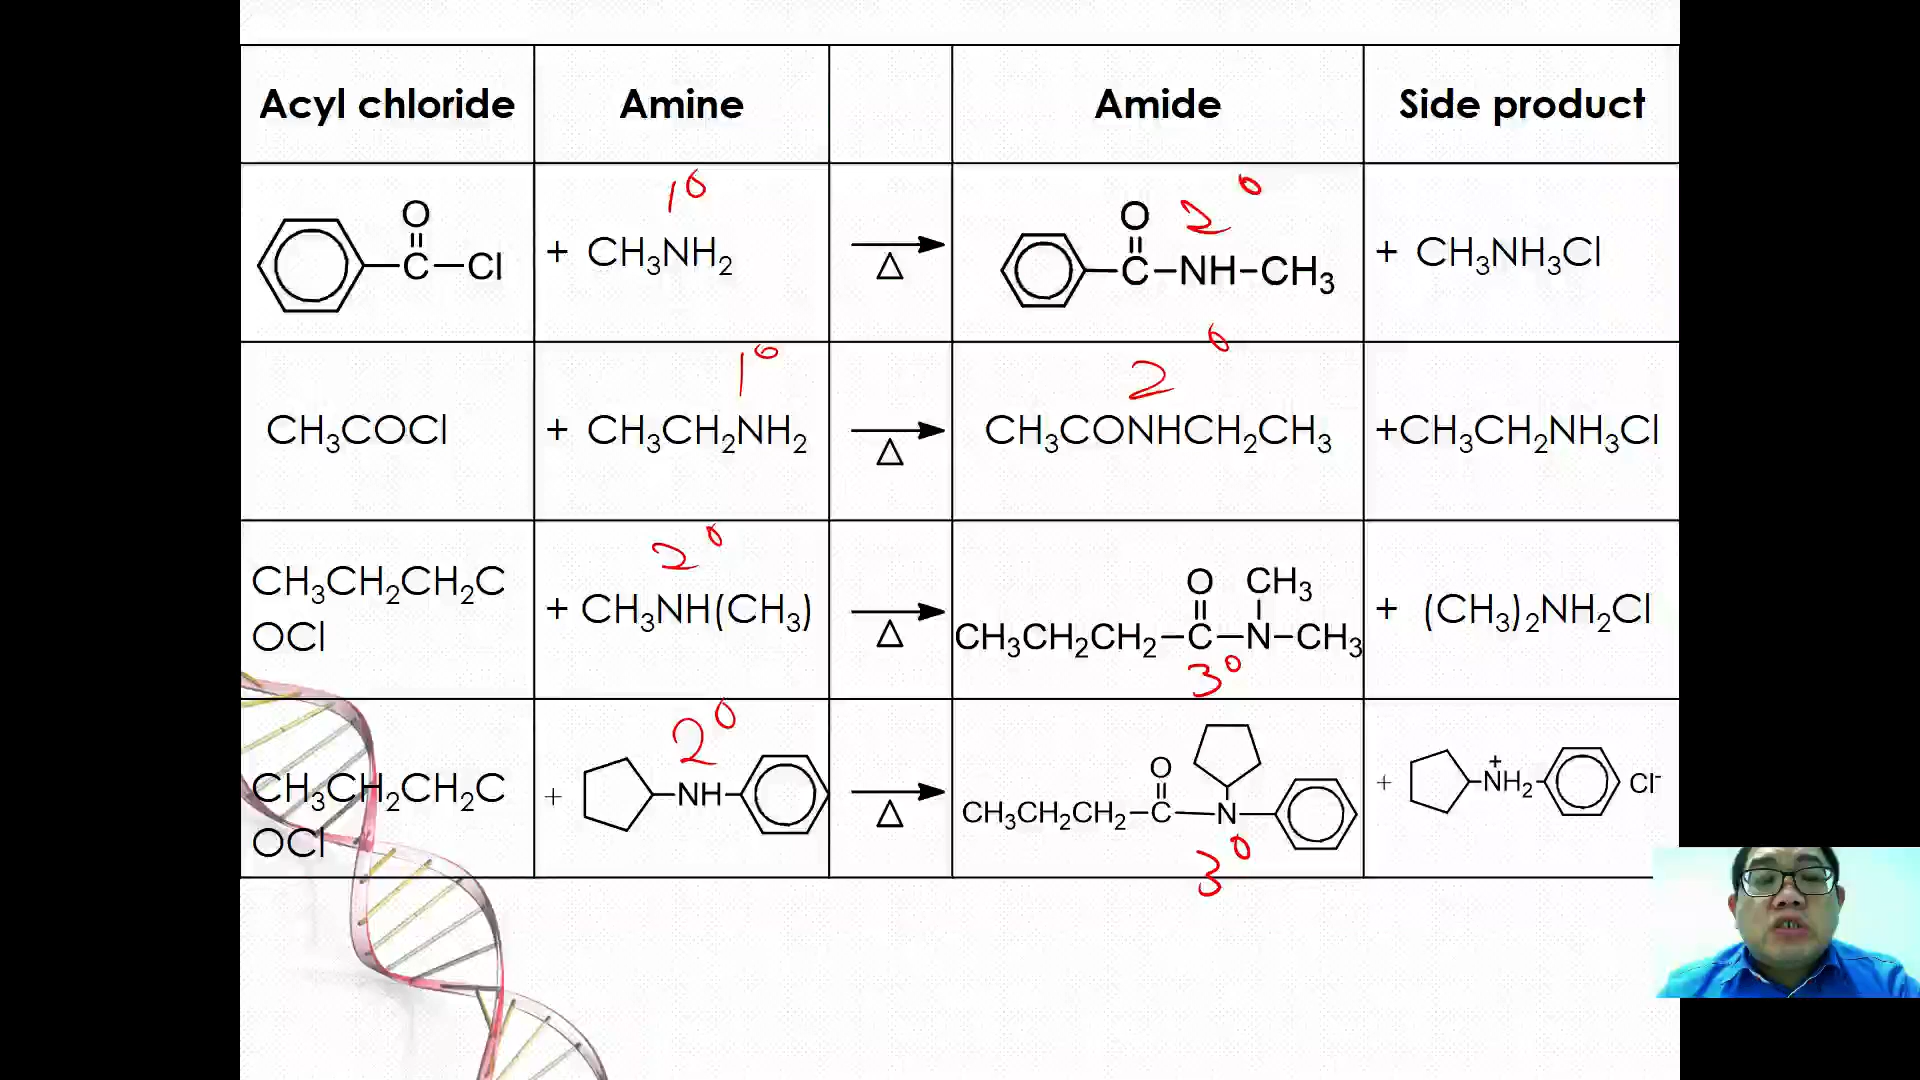 Acyl chloride Amine Amide Side product
1° 2°
O
C Cl + CH₃NH₂ Δ O C NH CH₃ + CH₃NH₃Cl
1° 2°
CH₃COCl + CH₃CH₂NH₂ Δ CH₃CONHCH₂CH₃ +CH₃CH₂NH₃Cl
2°
CH₃CH₂CH₂C
OCl + CH₃NH(CH₃) Δ O CH₃
CH₃CH₂CH₂ C N CH₃ + (CH₃)₂NH₂Cl
3°
2°
CH₃CH₂CH₂C
OCl + NH Δ O
CH₃CH₂CH₂ C N + NH₂⁺ Cl⁻
3°